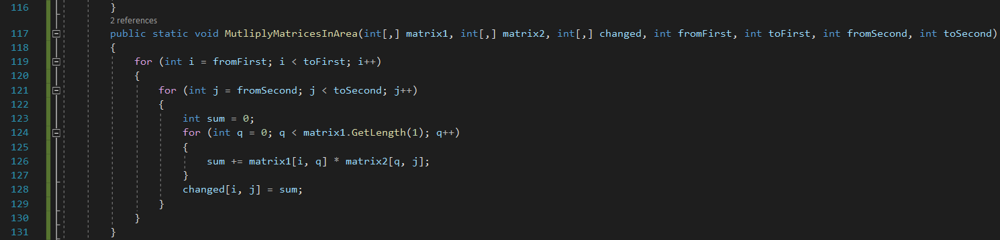 116 }
2 references
117 public static void MutliplyMatricesInArea(int[,] matrix1, int[,] matrix2, int[,] changed, int fromFirst, int toFirst, int fromSecond, int toSecond)
118 {
119 for (int i = fromFirst; i < toFirst; i++)
120 {
121 for (int j = fromSecond; j < toSecond; j++)
122 {
123 int sum = 0;
124 for (int q = 0; q < matrix1.GetLength(1); q++)
125 {
126 sum += matrix1[i, q] * matrix2[q, j];
127 }
128 changed[i, j] = sum;
129 }
130 }
131 }